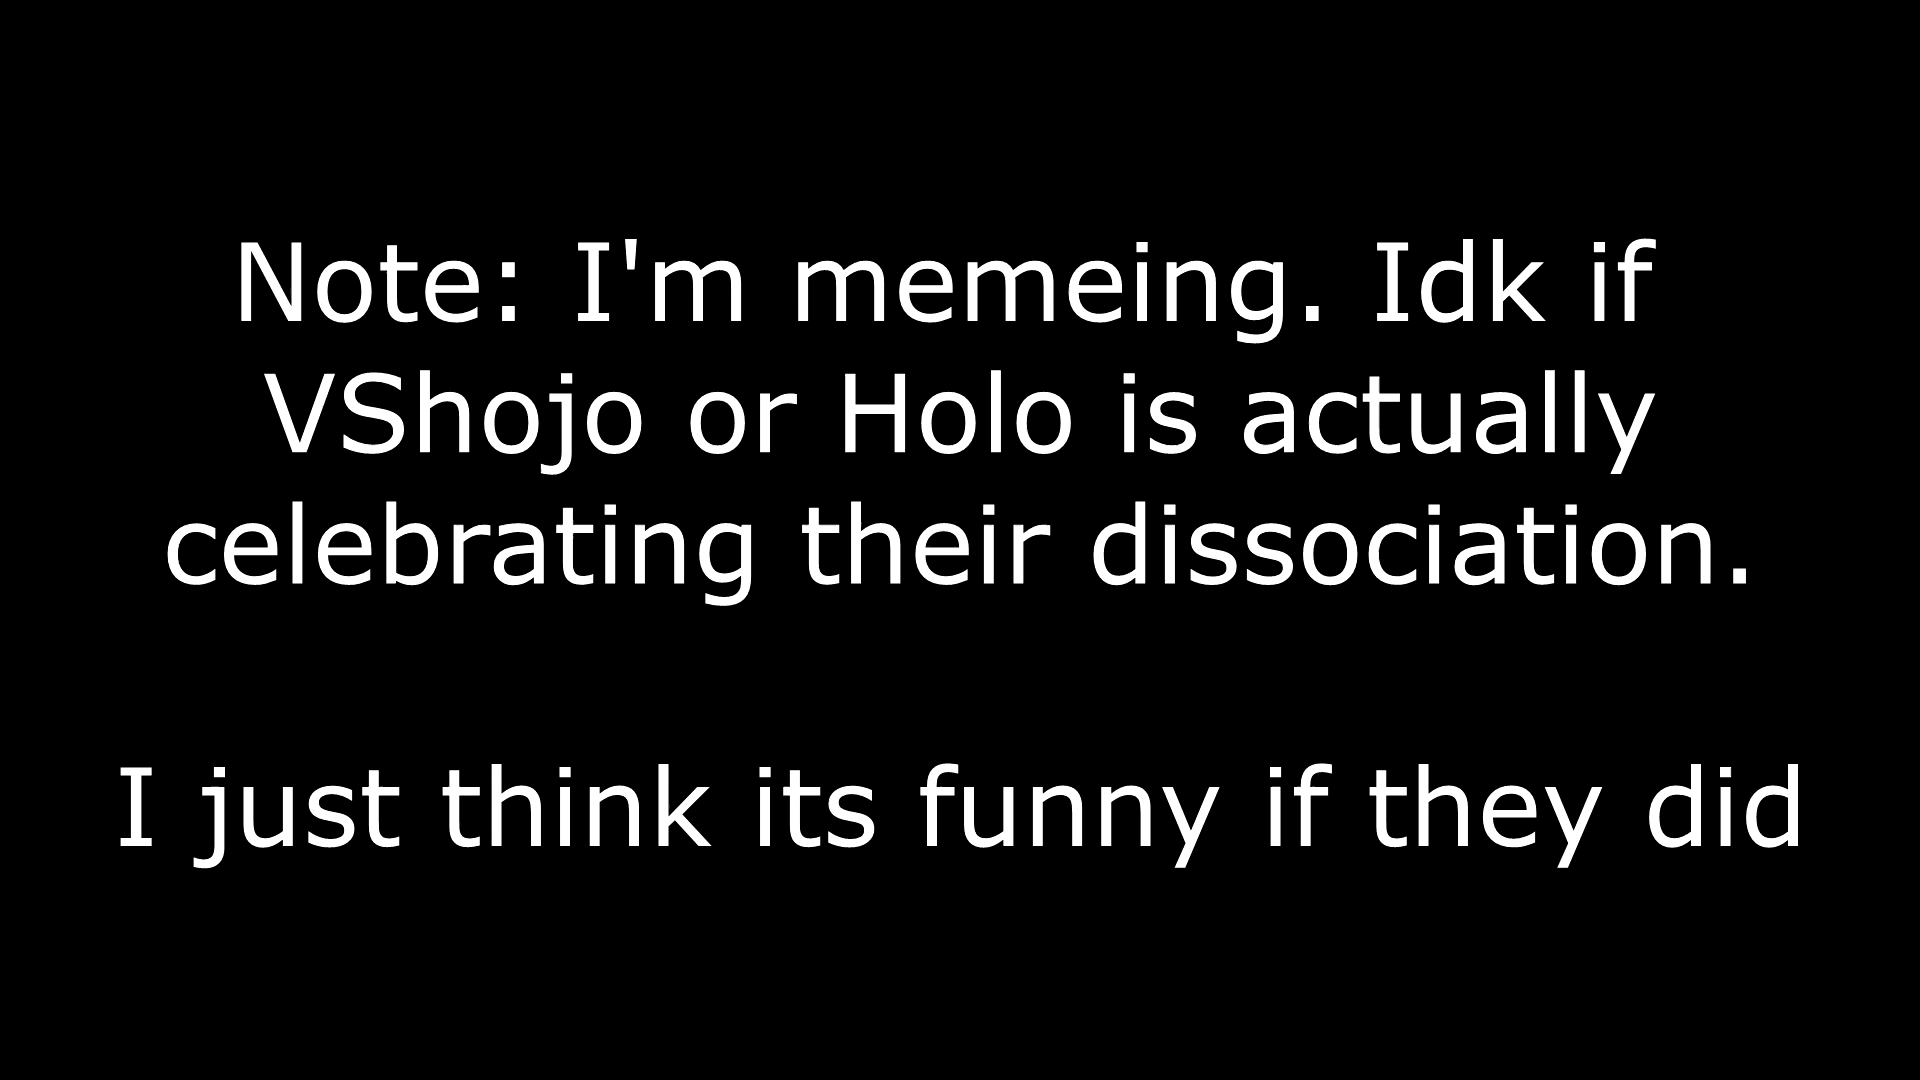 Note: I'm memeing. Idk if
VShojo or Holo is actually
celebrating their dissociation.
I just think its funny if they did